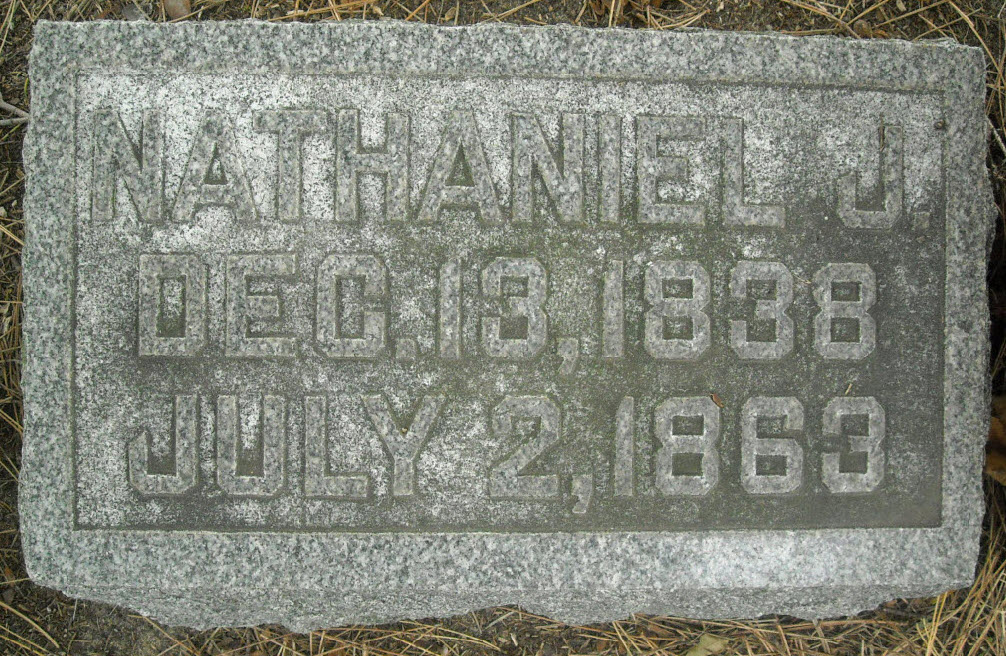 NATHANIEL J.
DEC. 13, 1838
JULY 2, 1863